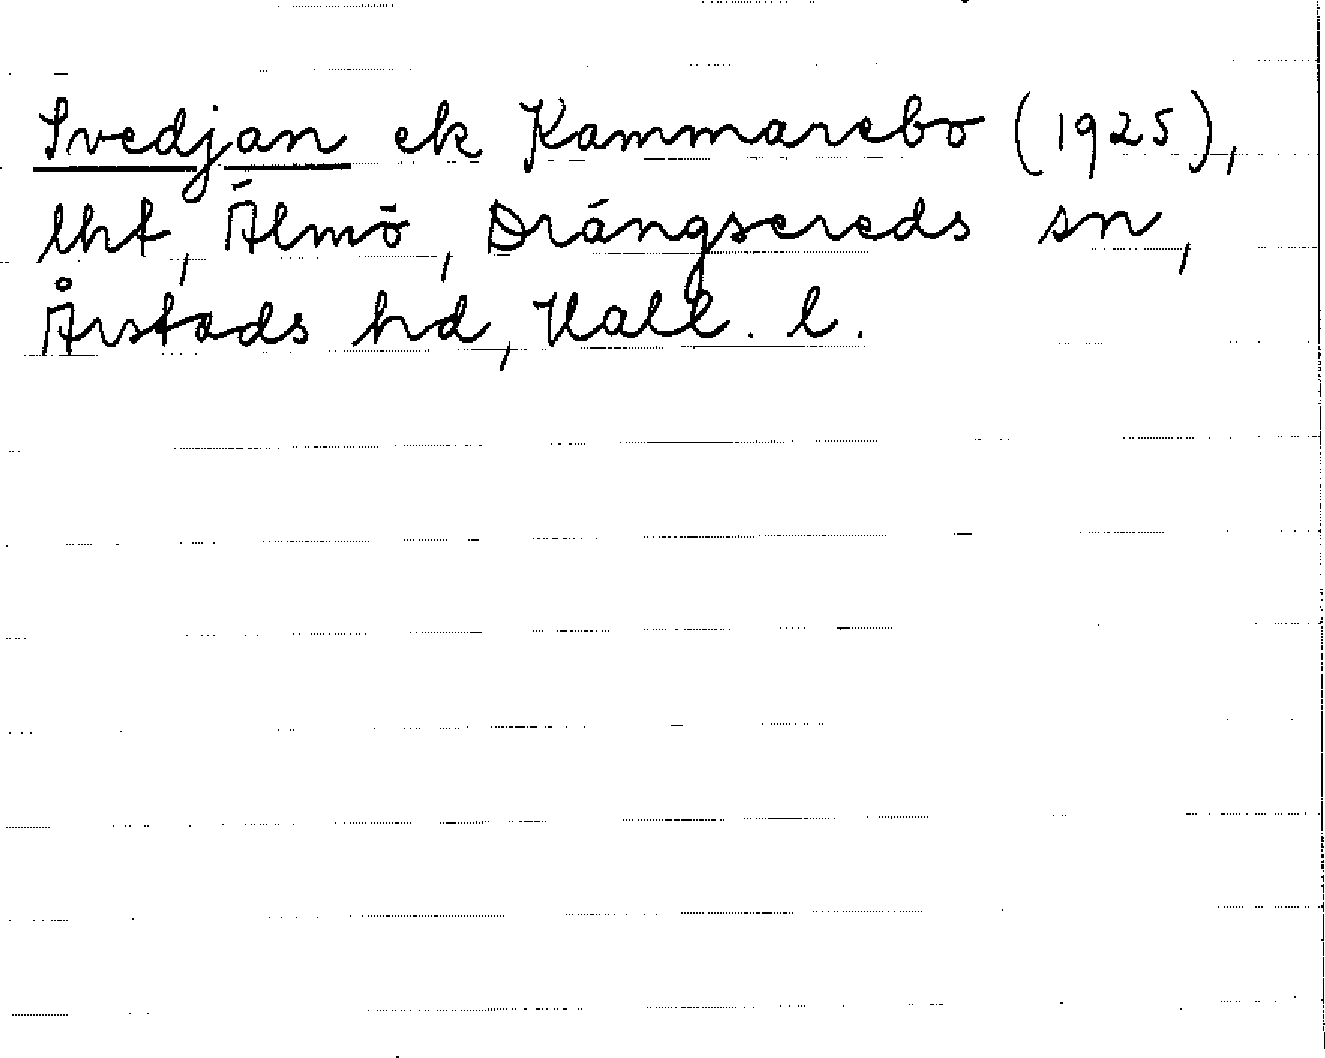 Svedjan ek Kammarebo (1925),
lht, Älmö, Drängsereds sn,
Årstads hd, Hall. l.